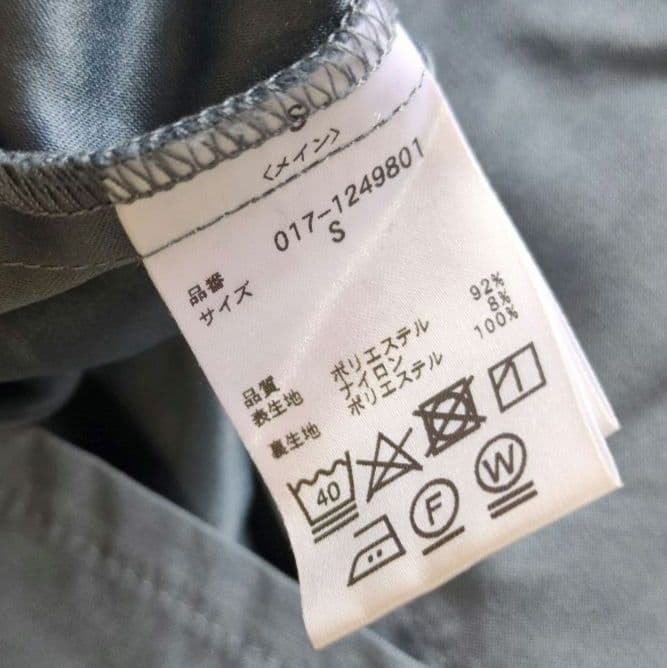 S
〈メイン〉
品番 017-1249801
サイズ S
品質
表生地 ポリエステル 92%
ナイロン 8%
裏生地 ポリエステル 100%
40
F W